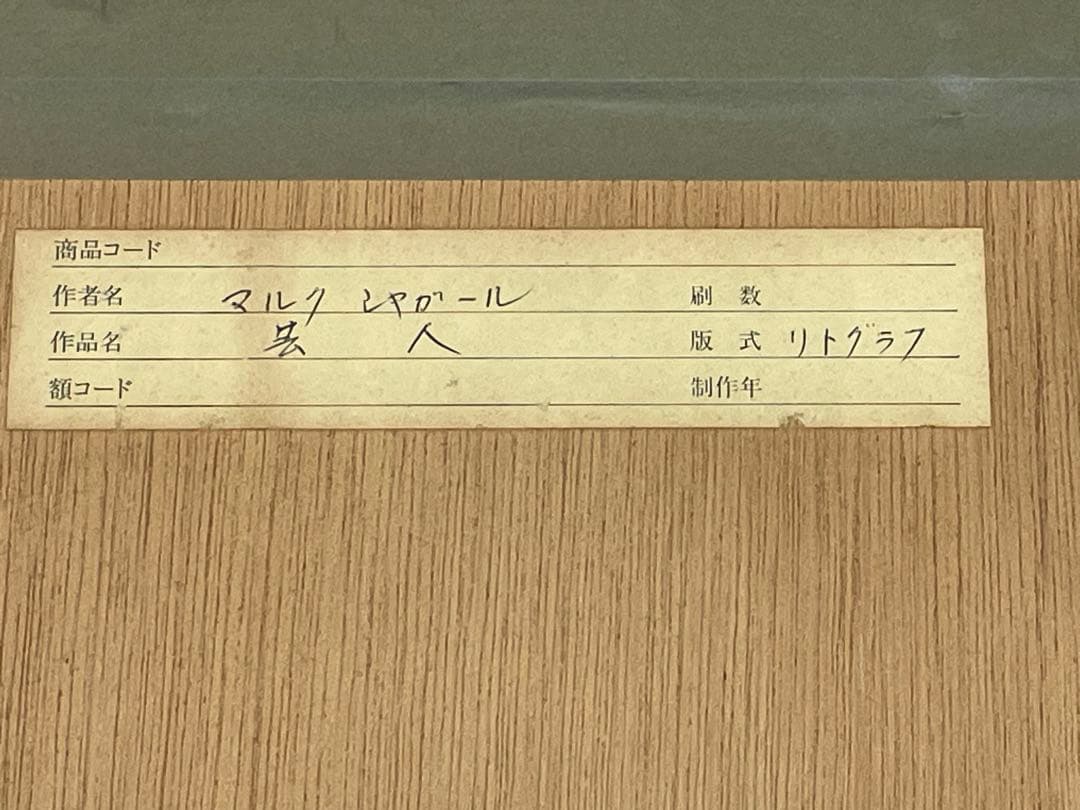 商品コード
作者名 マルク シャガール 刷数
作品名 芸人 版式 リトグラフ
額コード 制作年